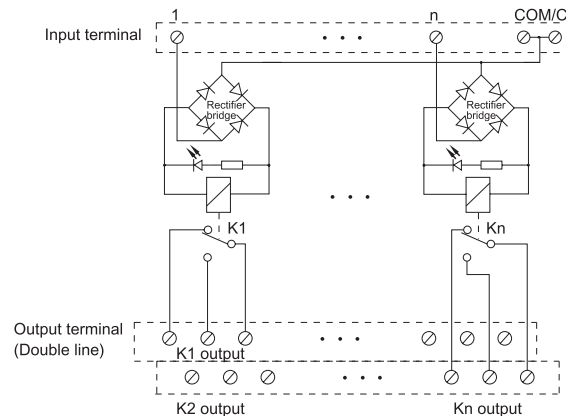 1 n COM/C
Input terminal
Rectifier
bridge
Rectifier
bridge
K1 Kn
Output terminal
(Double line)
K1 output
K2 output Kn output